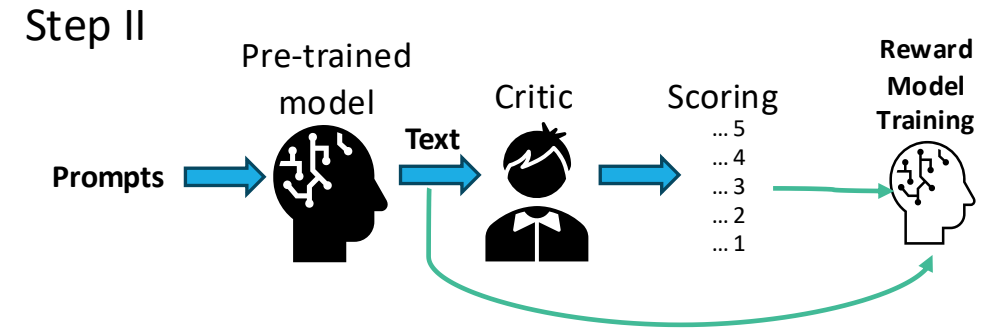 Step II
Pre-trained
model
Critic
Scoring
Reward
Model
Training
Prompts
Text
... 5
... 4
... 3
... 2
... 1